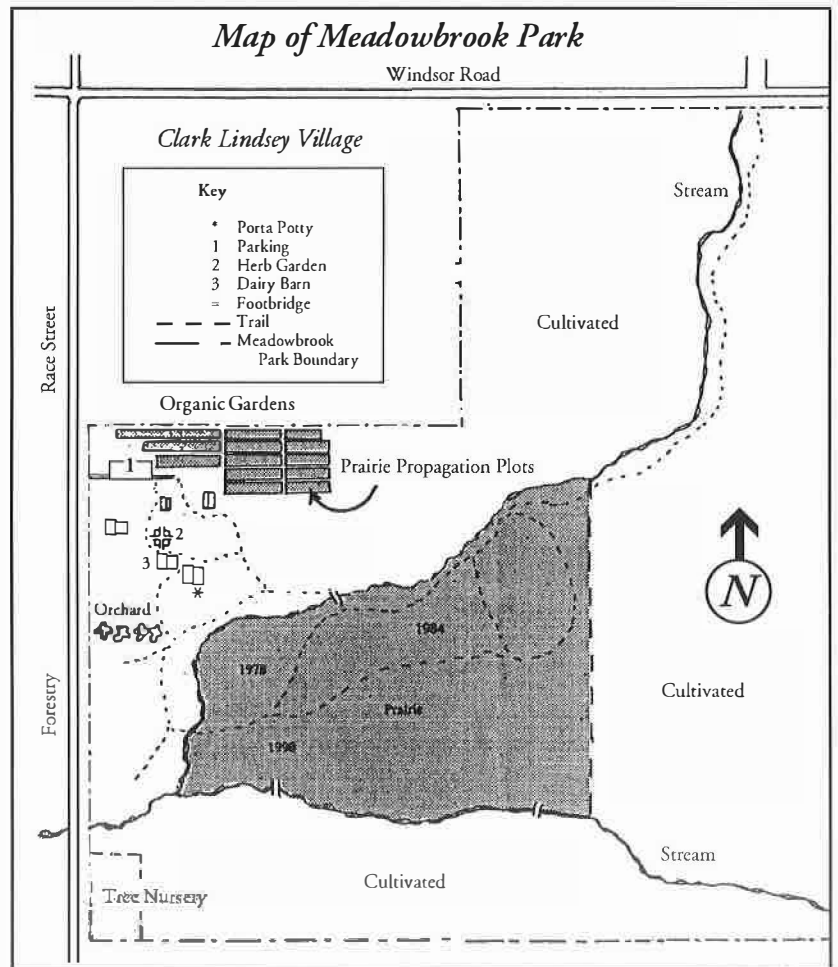 Map of Meadowbrook Park
Windsor Road
Clark Lindsey Village
Key
* Porta Potty
1 Parking
2 Herb Garden
3 Dairy Barn
= Footbridge
Trail
Meadowbrook
Park Boundary
Stream
Race Street
Cultivated
Organic Gardens
1
Prairie Propagation Plots
2
3
N
*
Orchard
1984
1978
Cultivated
Forestry
Prairie
1990
Stream
Cultivated
Tree Nursery